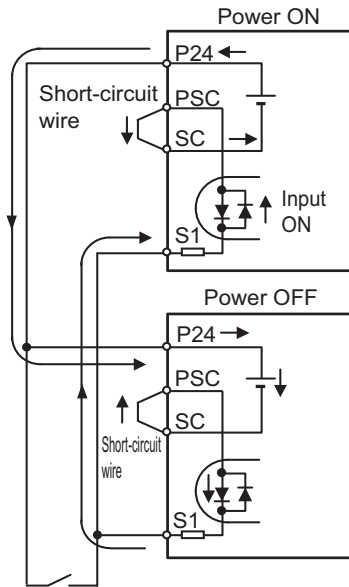 Power ON
P24
Short-circuit
wire
PSC
SC
Input
ON
S1
Power OFF
P24
PSC
SC
Short-circuit
wire
S1